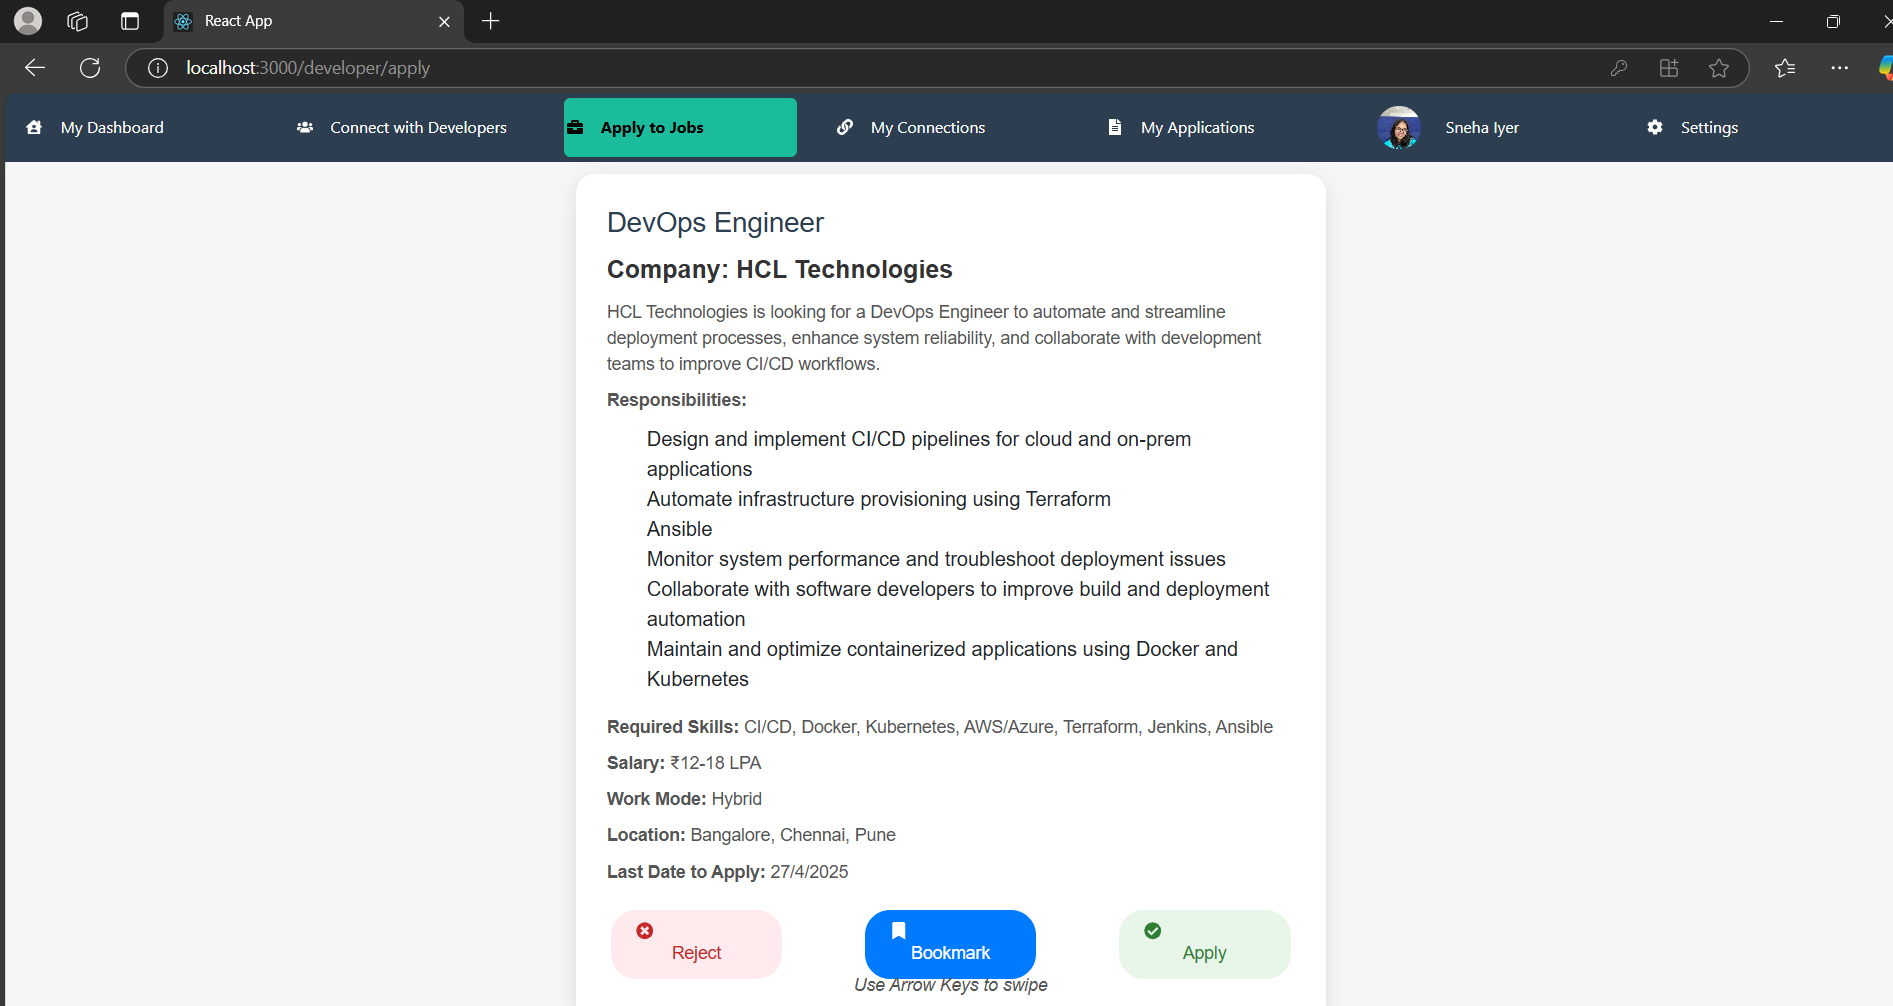 React App
localhost:3000/developer/apply
My Dashboard
Connect with Developers
Apply to Jobs
My Connections
My Applications
Sneha Iyer
Settings
DevOps Engineer
Company: HCL Technologies
HCL Technologies is looking for a DevOps Engineer to automate and streamline
deployment processes, enhance system reliability, and collaborate with development
teams to improve CI/CD workflows.
Responsibilities:
Design and implement CI/CD pipelines for cloud and on-prem
applications
Automate infrastructure provisioning using Terraform
Ansible
Monitor system performance and troubleshoot deployment issues
Collaborate with software developers to improve build and deployment
automation
Maintain and optimize containerized applications using Docker and
Kubernetes
Required Skills: CI/CD, Docker, Kubernetes, AWS/Azure, Terraform, Jenkins, Ansible
Salary: ₹12-18 LPA
Work Mode: Hybrid
Location: Bangalore, Chennai, Pune
Last Date to Apply: 27/4/2025
Reject
Bookmark
Apply
Use Arrow Keys to swipe